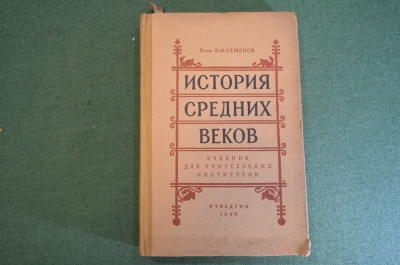 Проф. В.Ф. СЕМЕНОВ
ИСТОРИЯ
СРЕДНИХ
ВЕКОВ
УЧЕБНИК
ДЛЯ УЧИТЕЛЬСКИХ
ИНСТИТУТОВ
УЧПЕДГИЗ
1949